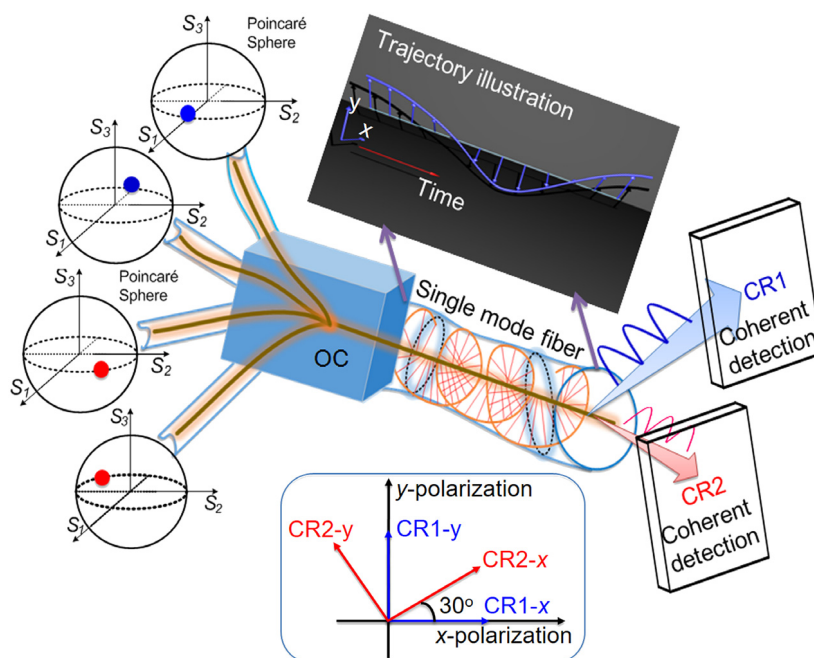 S3
Poincaré
Sphere
S2
S1
S3
S2
S1
Poincaré
Sphere
S3
S2
S1
S3
S2
S1
OC
Trajectory illustration
y
x
Time
Single mode fiber
CR1
Coherent
detection
CR2
Coherent
detection
y-polarization
CR2-y
CR1-y
CR2-x
30o
CR1-x
x-polarization